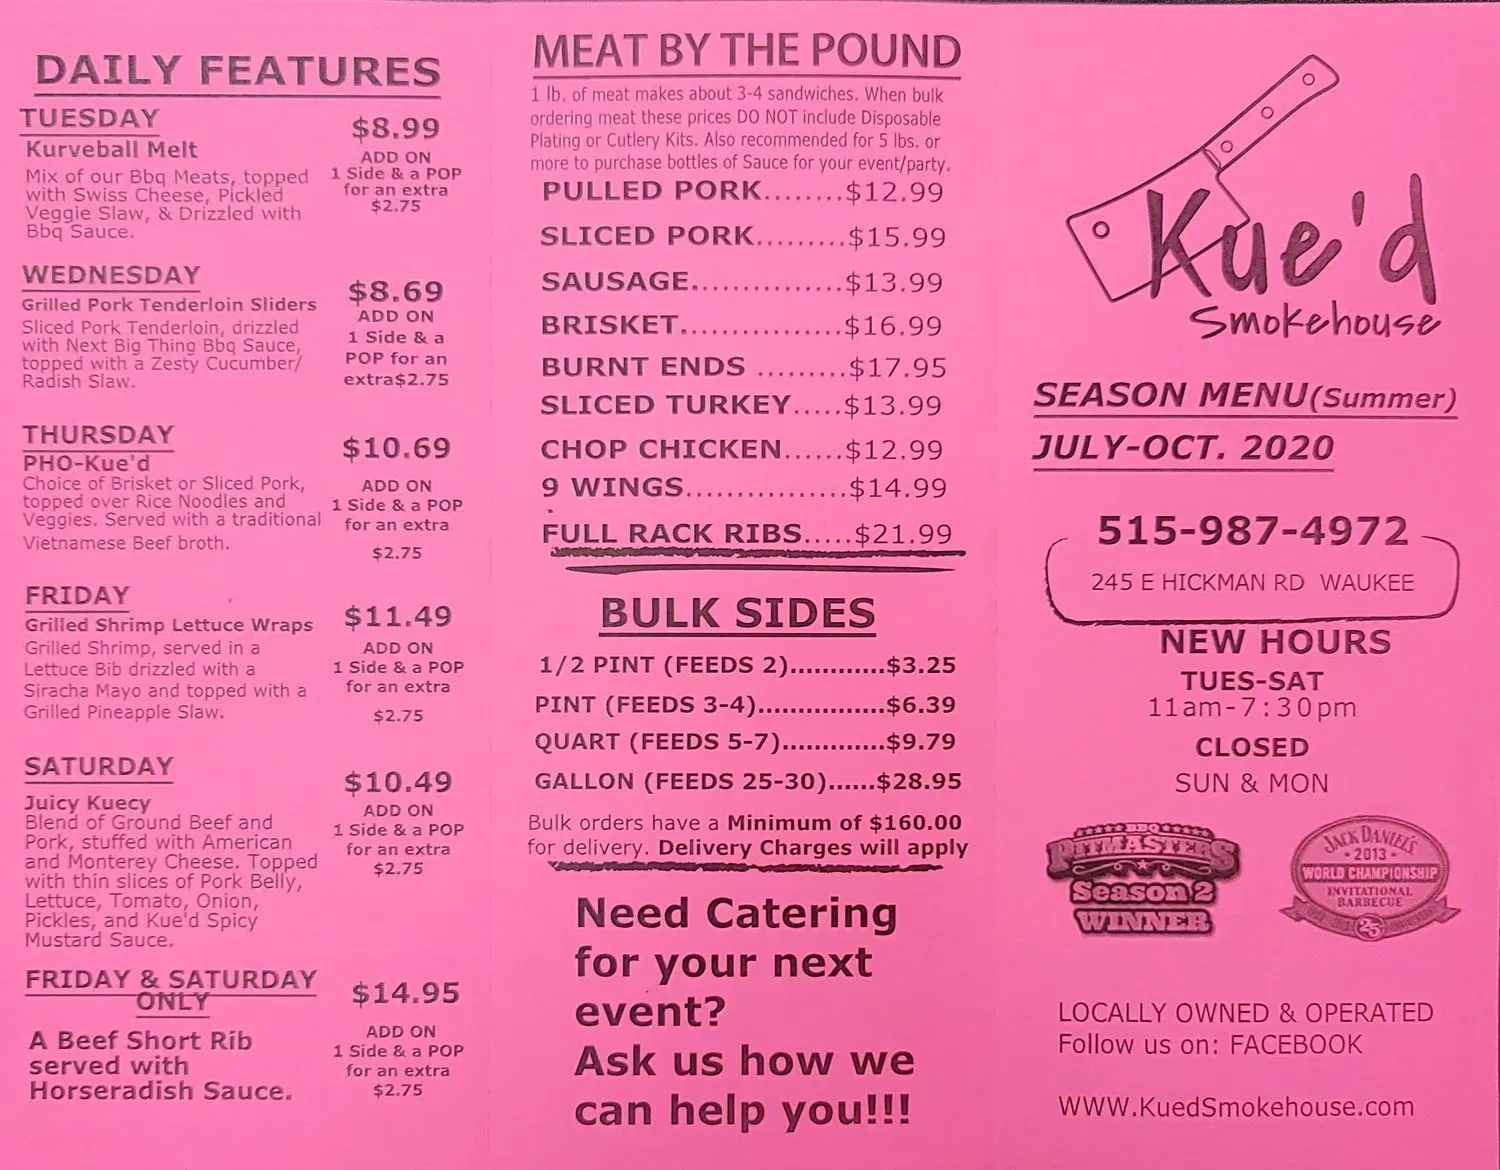 DAILY FEATURES
TUESDAY
Kurveball Melt
Mix of our Bbq Meats, topped
with Swiss Cheese, Pickled
Veggie Slaw, & Drizzled with
Bbq Sauce.
$8.99
ADD ON
1 Side & a POP
for an extra
$2.75
WEDNESDAY
Grilled Pork Tenderloin Sliders
Sliced Pork Tenderloin, drizzled
with Next Big Thing Bbq Sauce,
topped with a Zesty Cucumber/
Radish Slaw.
$8.69
ADD ON
1 Side & a
POP for an
extra$2.75
THURSDAY
PHO-Kue'd
Choice of Brisket or Sliced Pork,
topped over Rice Noodles and
Veggies. Served with a traditional
Vietnamese Beef broth.
$10.69
ADD ON
1 Side & a POP
for an extra
$2.75
FRIDAY
Grilled Shrimp Lettuce Wraps
Grilled Shrimp, served in a
Lettuce Bib drizzled with a
Siracha Mayo and topped with a
Grilled Pineapple Slaw.
$11.49
ADD ON
1 Side & a POP
for an extra
$2.75
SATURDAY
Juicy Kuecy
Blend of Ground Beef and
Pork, stuffed with American
and Monterey Cheese. Topped
with thin slices of Pork Belly,
Lettuce, Tomato, Onion,
Pickles, and Kue'd Spicy
Mustard Sauce.
$10.49
ADD ON
1 Side & a POP
for an extra
$2.75
FRIDAY & SATURDAY
ONLY
A Beef Short Rib
served with
Horseradish Sauce.
$14.95
ADD ON
1 Side & a POP
for an extra
$2.75
MEAT BY THE POUND
1 lb. of meat makes about 3-4 sandwiches. When bulk
ordering meat these prices DO NOT include Disposable
Plating or Cutlery Kits. Also recommended for 5 lbs. or
more to purchase bottles of Sauce for your event/party.
PULLED PORK........$12.99
SLICED PORK.........$15.99
SAUSAGE...............$13.99
BRISKET................$16.99
BURNT ENDS .........$17.95
SLICED TURKEY.....$13.99
CHOP CHICKEN......$12.99
9 WINGS................$14.99
FULL RACK RIBS.....$21.99
BULK SIDES
1/2 PINT (FEEDS 2)............$3.25
PINT (FEEDS 3-4)................$6.39
QUART (FEEDS 5-7).............$9.79
GALLON (FEEDS 25-30)......$28.95
Bulk orders have a Minimum of $160.00
for delivery. Delivery Charges will apply
Need Catering
for your next
event?
Ask us how we
can help you!!!
Kue'd
Smokehouse
SEASON MENU(Summer)
JULY-OCT. 2020
515-987-4972
245 E HICKMAN RD WAUKEE
NEW HOURS
TUES-SAT
11am-7:30pm
CLOSED
SUN & MON
BBQ
PITMASTERS
Season 2
WINNER
JACK DANIEL'S
• 2013 •
WORLD CHAMPIONSHIP
INVITATIONAL
BARBECUE
25
LOCALLY OWNED & OPERATED
Follow us on: FACEBOOK
WWW.KuedSmokehouse.com